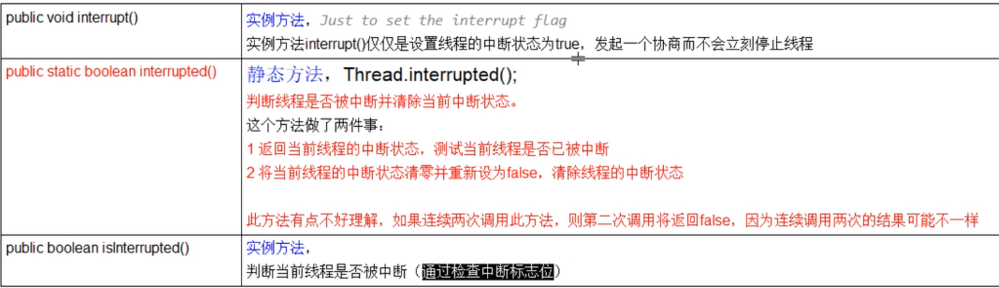 public void interrupt()
实例方法，Just to set the interrupt flag
实例方法interrupt()仅仅是设置线程的中断状态为true，发起一个协商而不会立刻停止线程
public static boolean interrupted()
静态方法，Thread.interrupted();
判断线程是否被中断并清除当前中断状态。
这个方法做了两件事：
1 返回当前线程的中断状态，测试当前线程是否已被中断
2 将当前线程的中断状态清零并重新设为false，清除线程的中断状态
此方法有点不好理解，如果连续两次调用此方法，则第二次调用将返回false，因为连续调用两次的结果可能不一样
public boolean isInterrupted()
实例方法，
判断当前线程是否被中断（通过检查中断标志位）